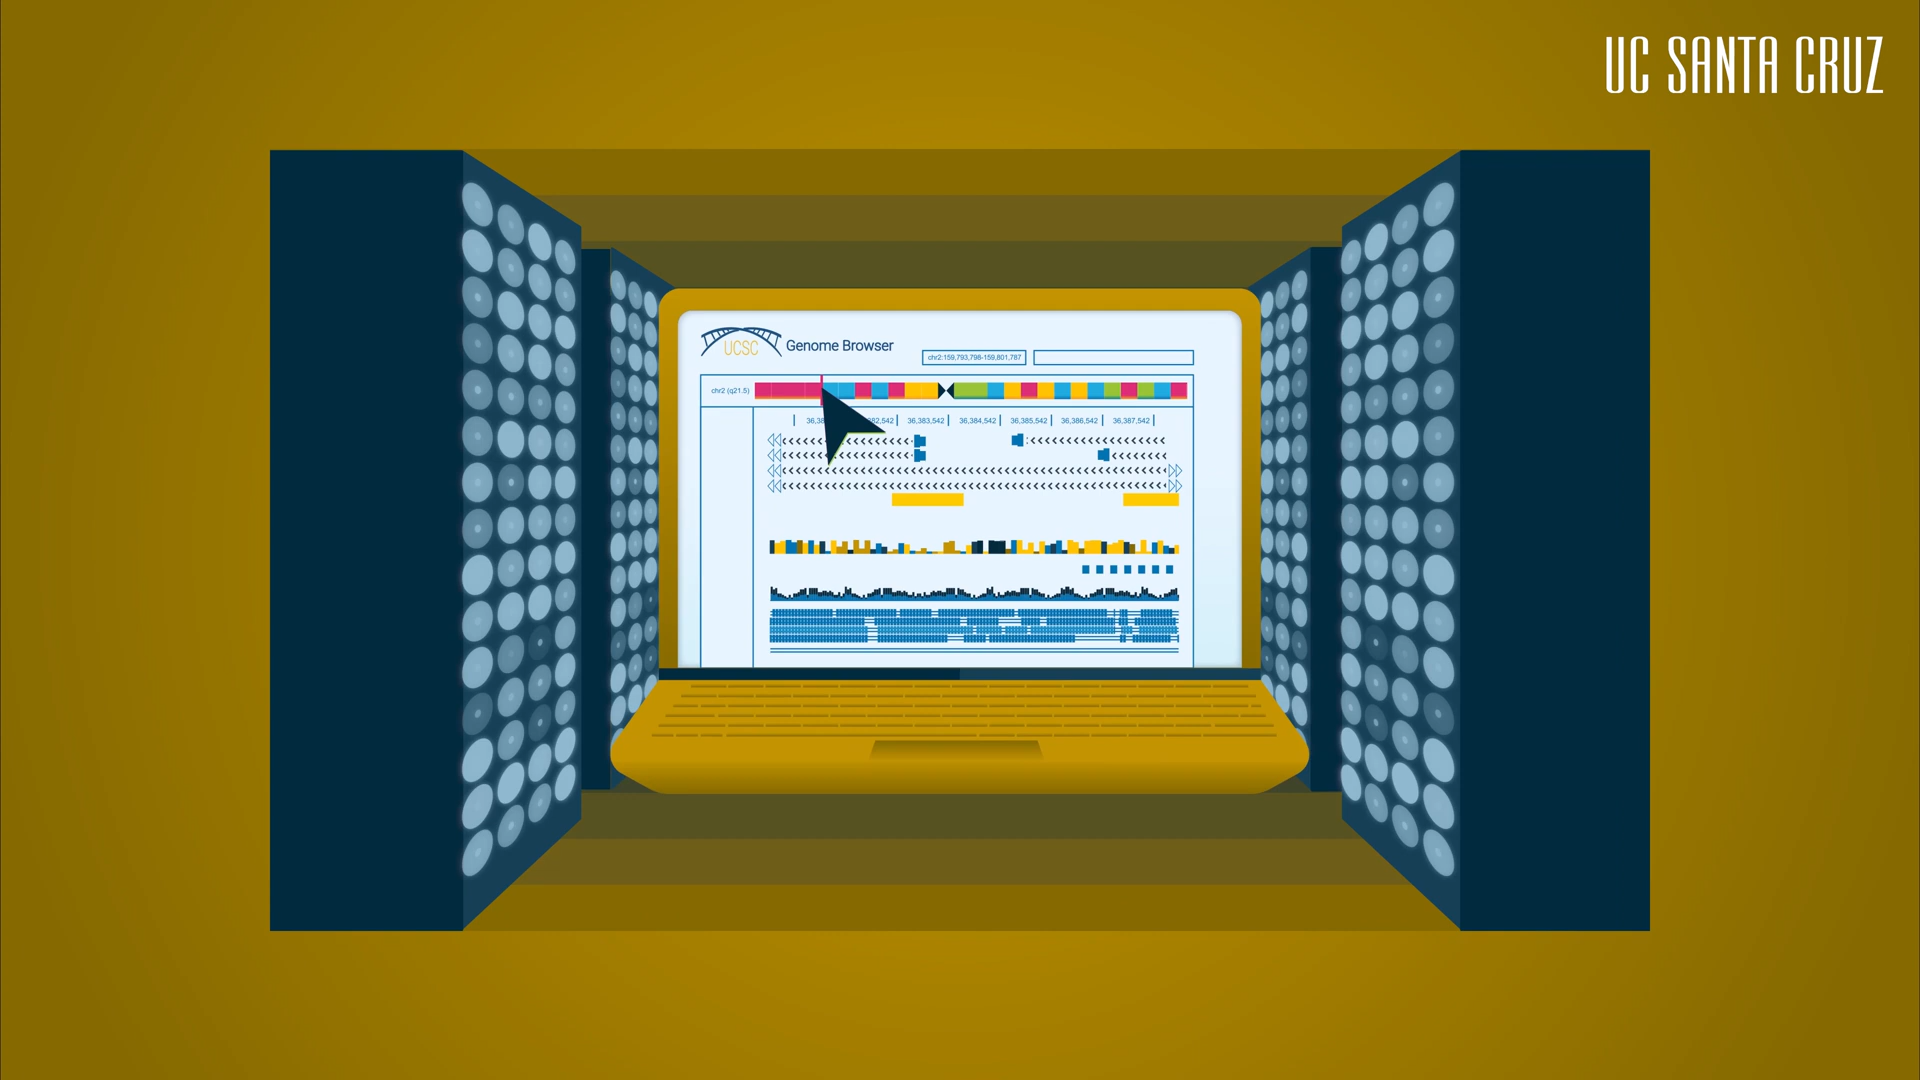 UC SANTA CRUZ
UCSC Genome Browser
chr2:159,793,798-159,801,787
chr2 (q21.5)
36,383,542 36,384,542 36,385,542 36,386,542 36,387,542